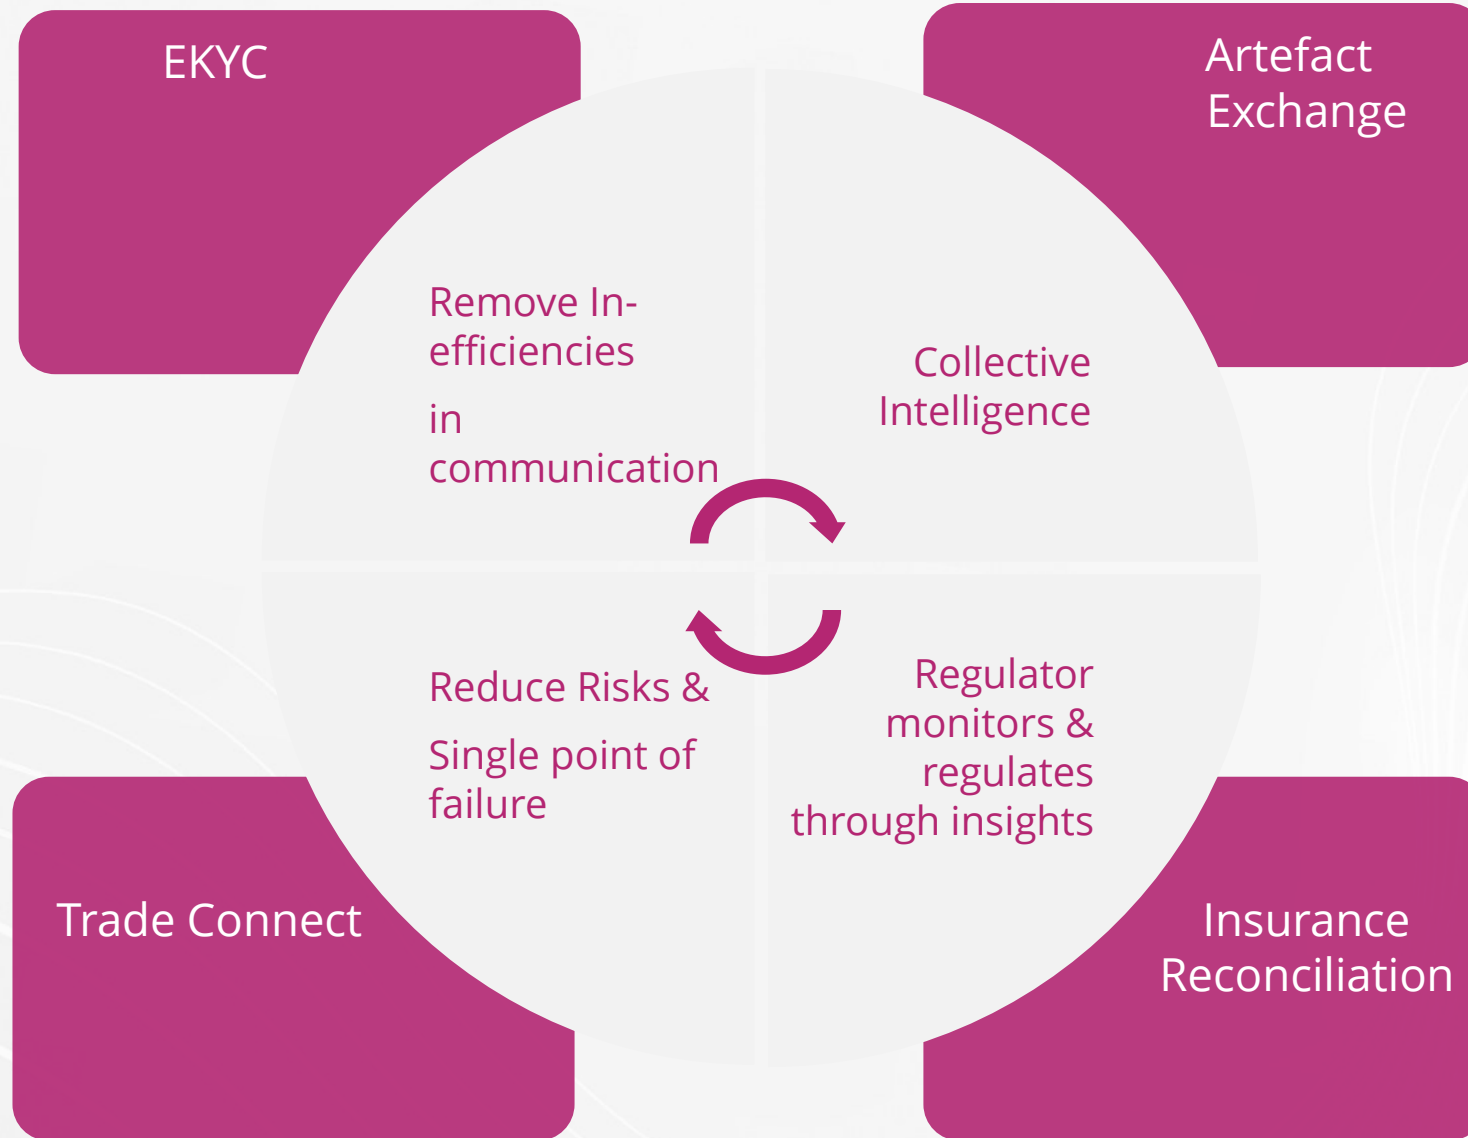 EKYC
Artefact
Exchange
Remove In-
efficiencies
in
communication
Collective
Intelligence
Reduce Risks &
Single point of
failure
Regulator
monitors &
regulates
through insights
Trade Connect
Insurance
Reconciliation